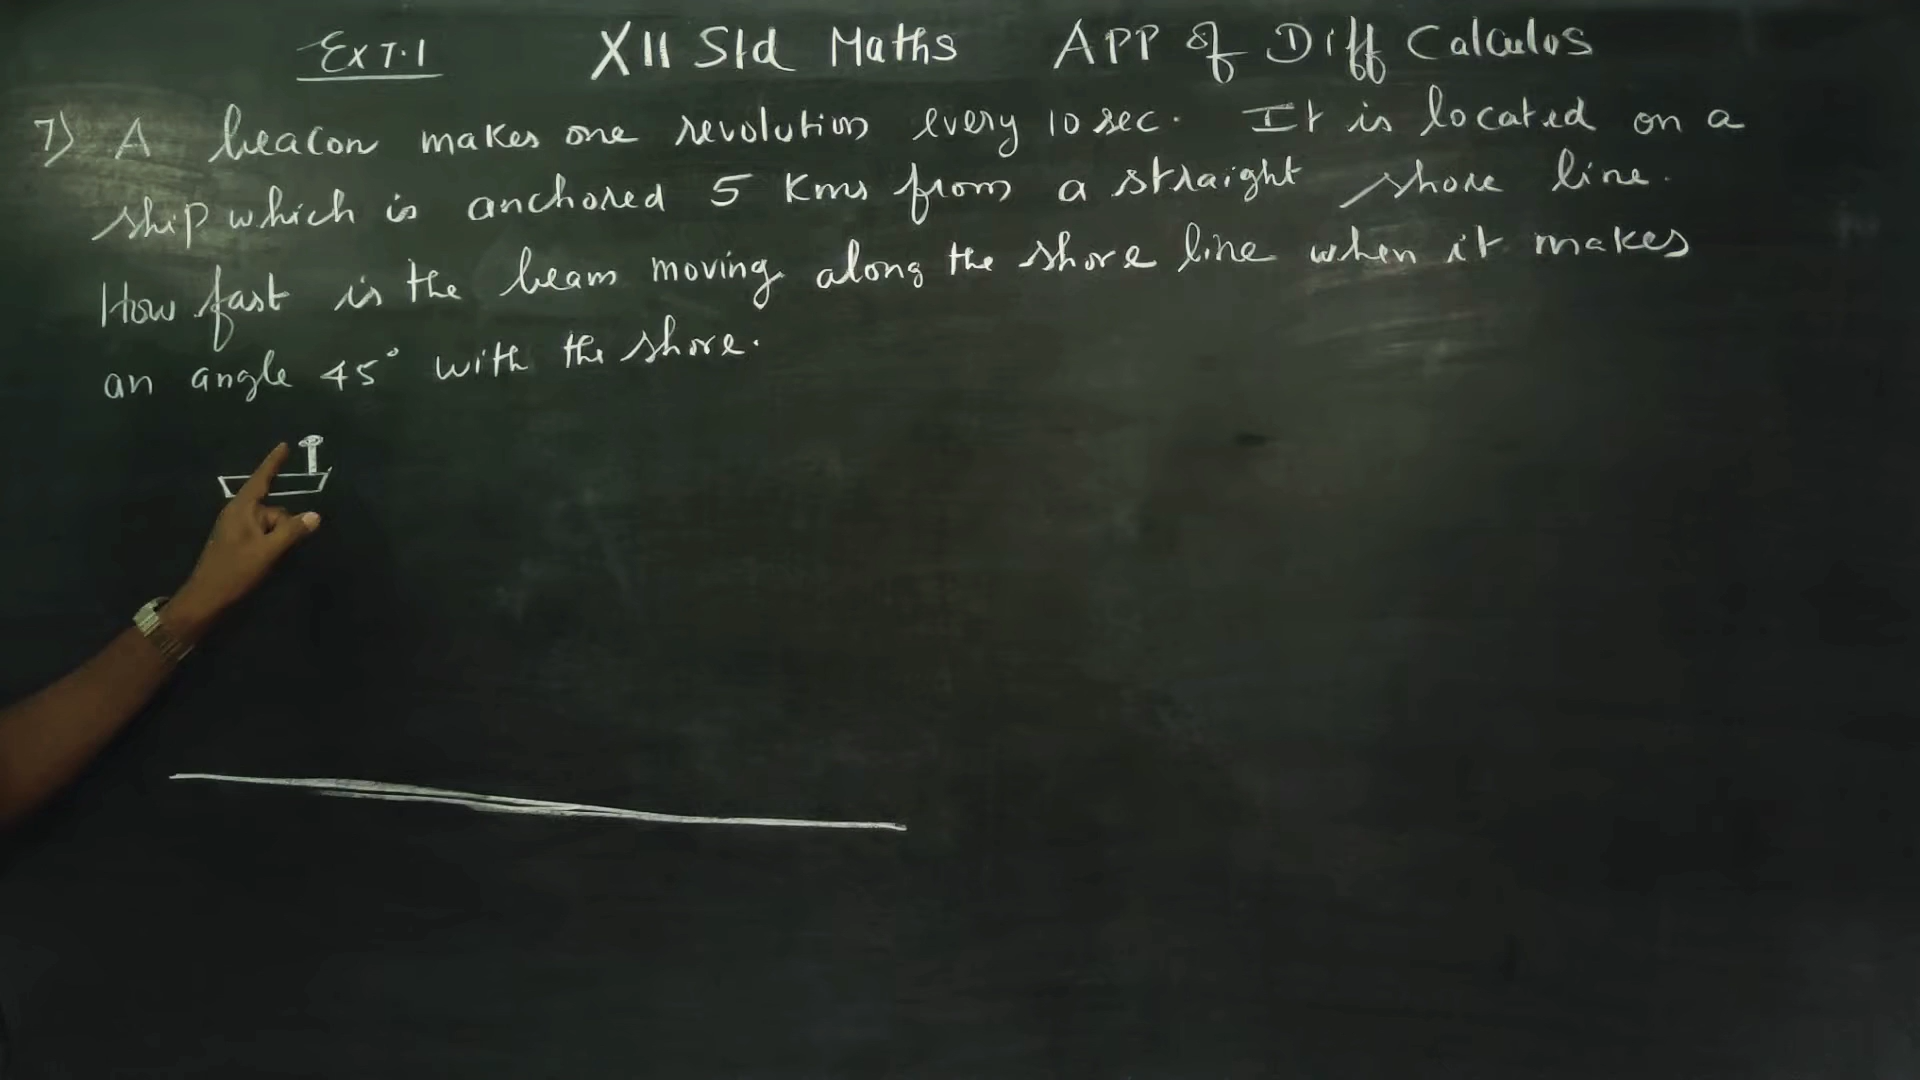 Ex 7.1 XII Std Maths APP of Diff Calculus
7) A beacon makes one revolution every 10 sec. It is located on a
ship which is anchored 5 Kms from a straight shore line.
How fast is the beam moving along the shore line when it makes
an angle 45° with the shore.